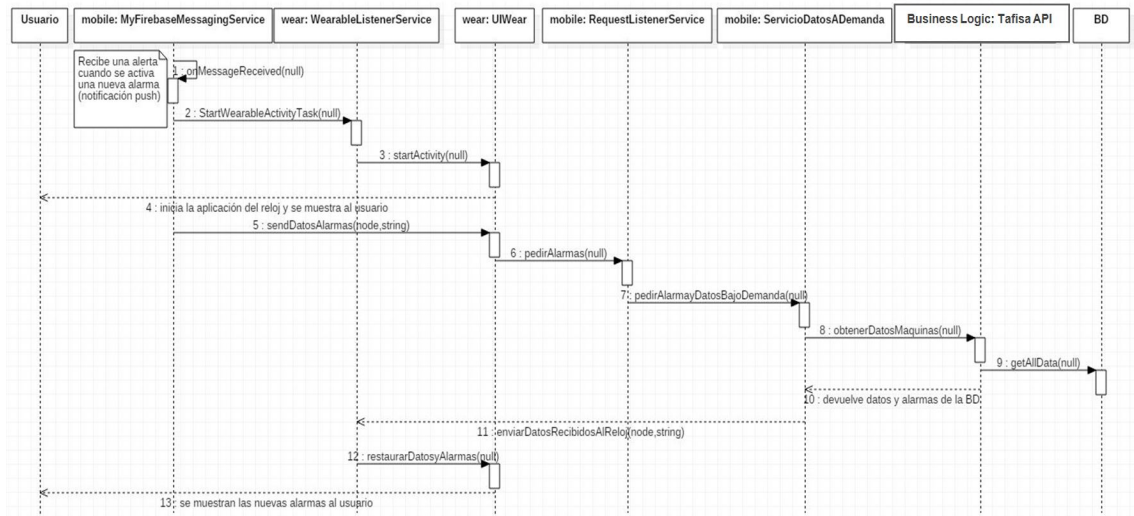 Usuario
mobile: MyFirebaseMessagingService
wear: WearableListenerService
wear: UIWear
mobile: RequestListenerService
mobile: ServicioDatosADemanda
Business Logic: Tafisa API
BD
Recibe una alerta
cuando se activa
una nueva alarma
(notificación push)
1 : onMessageReceived(null)
2 : StartWearableActivityTask(null)
3 : startActivity(null)
4 : inicia la aplicación del reloj y se muestra al usuario
5 : sendDatosAlarmas(node,string)
6 : pedirAlarmas(null)
7 : pedirAlarmayDatosBajoDemanda(null)
8 : obtenerDatosMaquinas(null)
9 : getAllData(null)
10 : devuelve datos y alarmas de la BD
11 : enviarDatosRecibidosAlReloj(node,string)
12 : restaurarDatosyAlarmas(null)
13 : se muestran las nuevas alarmas al usuario